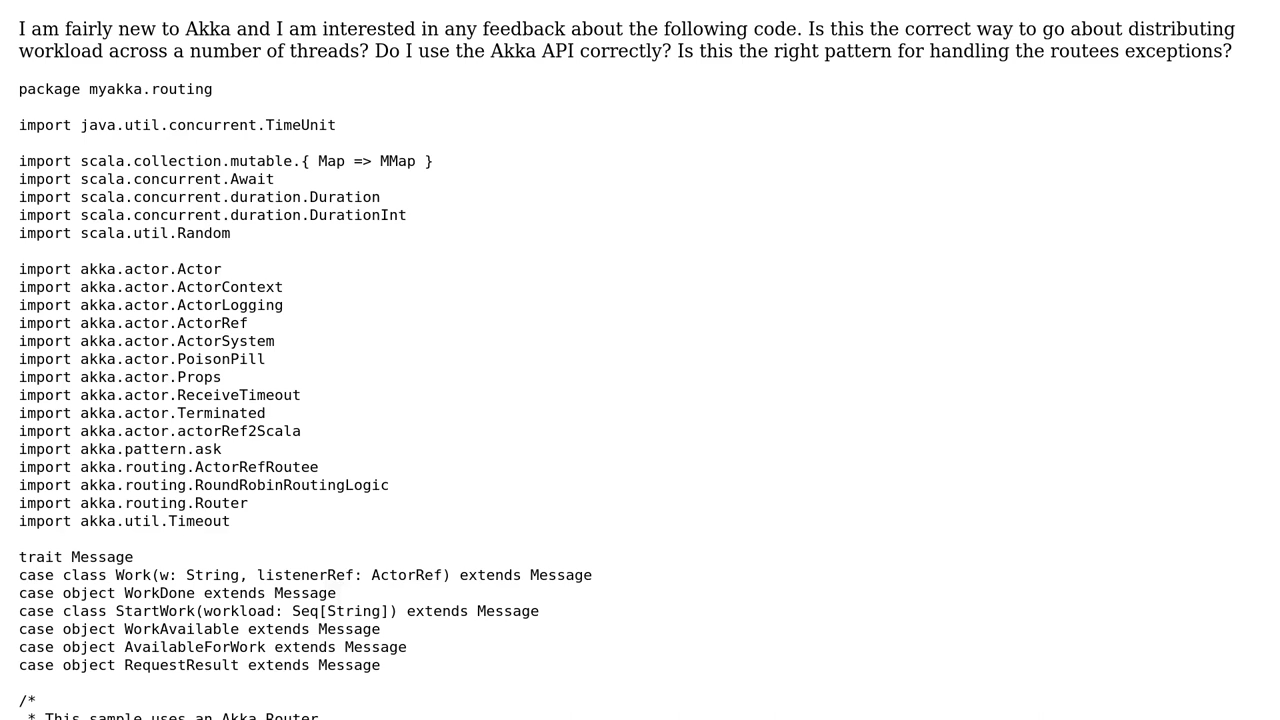 I am fairly new to Akka and I am interested in any feedback about the following code. Is this the correct way to go about distributing
workload across a number of threads? Do I use the Akka API correctly? Is this the right pattern for handling the routees exceptions?
package myakka.routing
import java.util.concurrent.TimeUnit
import scala.collection.mutable.{ Map => MMap }
import scala.concurrent.Await
import scala.concurrent.duration.Duration
import scala.concurrent.duration.DurationInt
import scala.util.Random
import akka.actor.Actor
import akka.actor.ActorContext
import akka.actor.ActorLogging
import akka.actor.ActorRef
import akka.actor.ActorSystem
import akka.actor.PoisonPill
import akka.actor.Props
import akka.actor.ReceiveTimeout
import akka.actor.Terminated
import akka.actor.actorRef2Scala
import akka.pattern.ask
import akka.routing.ActorRefRoutee
import akka.routing.RoundRobinRoutingLogic
import akka.routing.Router
import akka.util.Timeout
trait Message
case class Work(w: String, listenerRef: ActorRef) extends Message
case object WorkDone extends Message
case class StartWork(workload: Seq[String]) extends Message
case object WorkAvailable extends Message
case object AvailableForWork extends Message
case object RequestResult extends Message
/*
* This sample uses an Akka Router